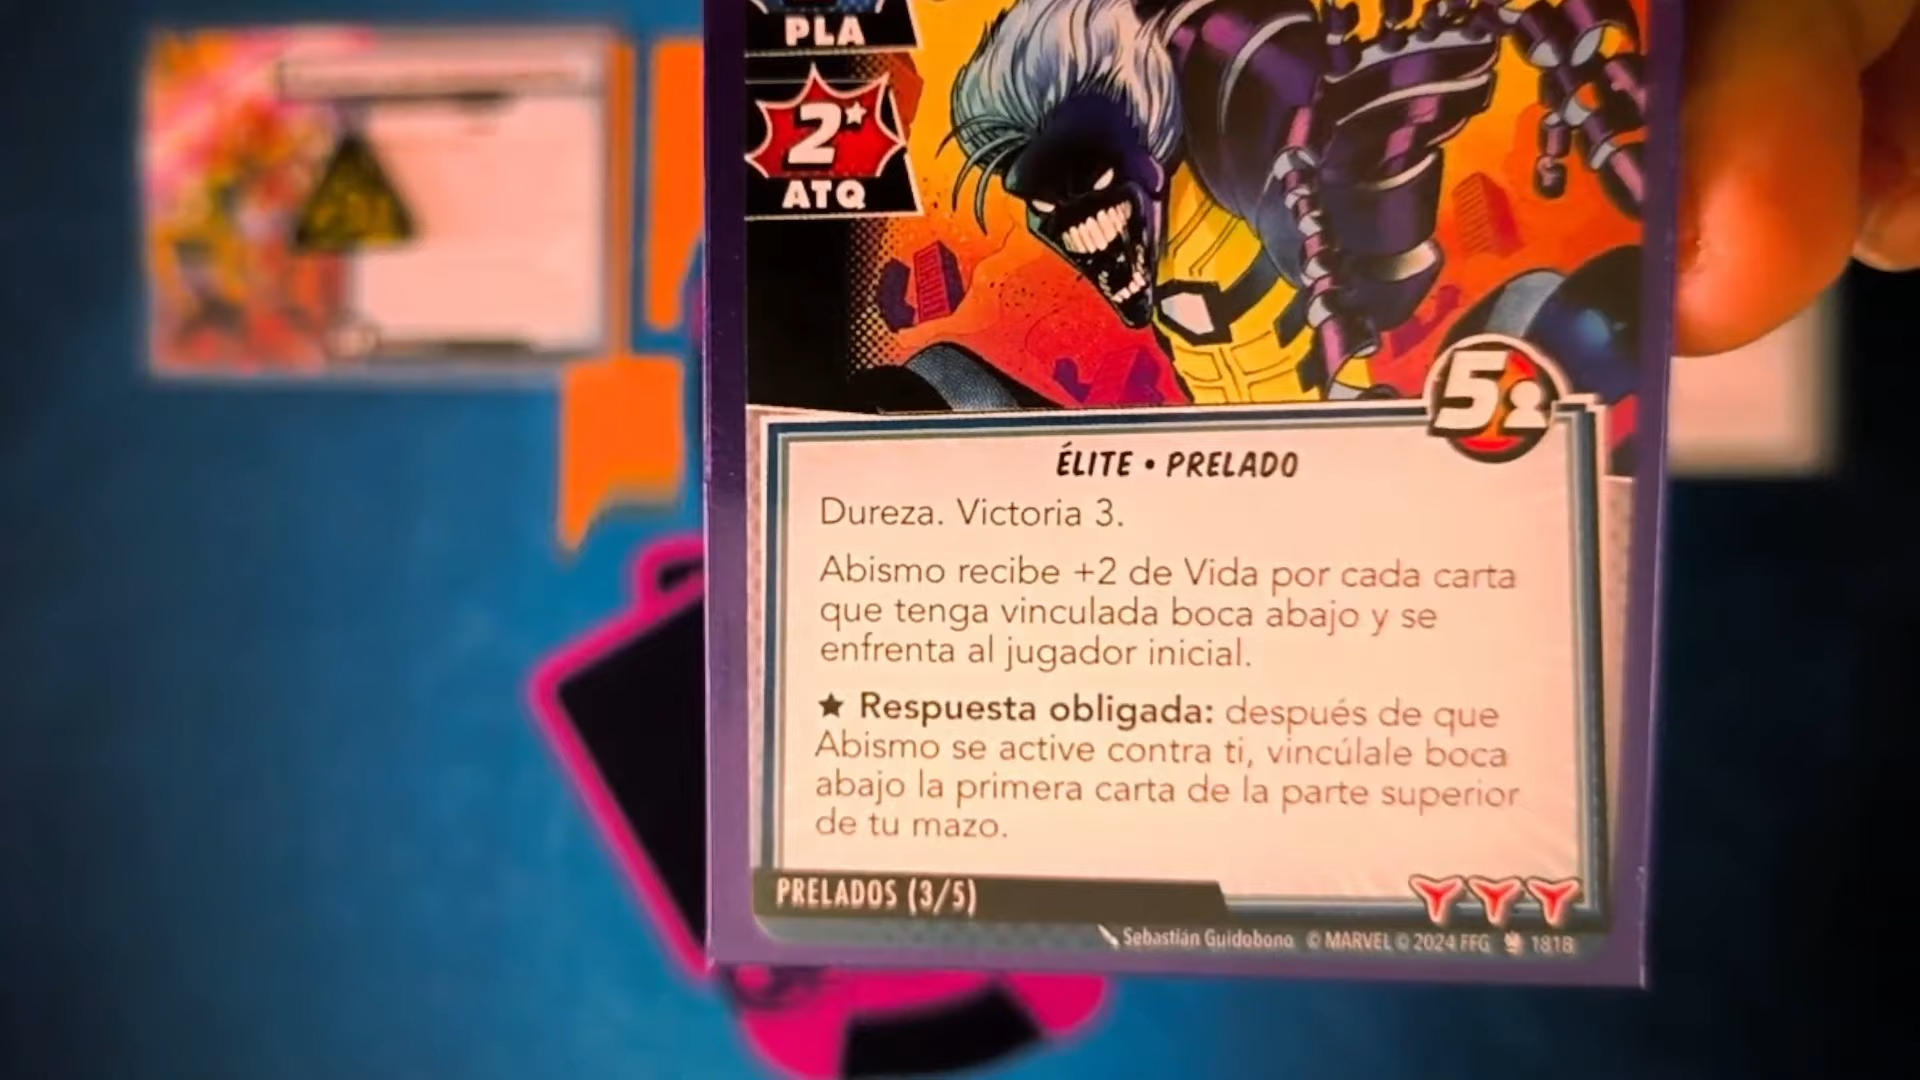 PLA
2
ATQ
5
ÉLITE • PRELADO
Dureza. Victoria 3.
Abismo recibe +2 de Vida por cada carta
que tenga vinculada boca abajo y se
enfrenta al jugador inicial.
★ Respuesta obligada: después de que
Abismo se active contra ti, vincúlale boca
abajo la primera carta de la parte superior
de tu mazo.
PRELADOS (3/5)
Sebastián Guidobono © MARVEL © 2024 FFG 181B